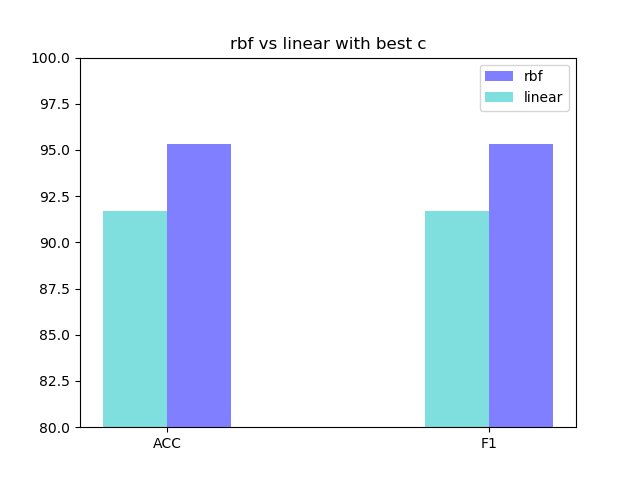 rbf vs linear with best c
100.0
97.5
95.0
92.5
90.0
87.5
85.0
82.5
80.0
rbf
linear
ACC
F1